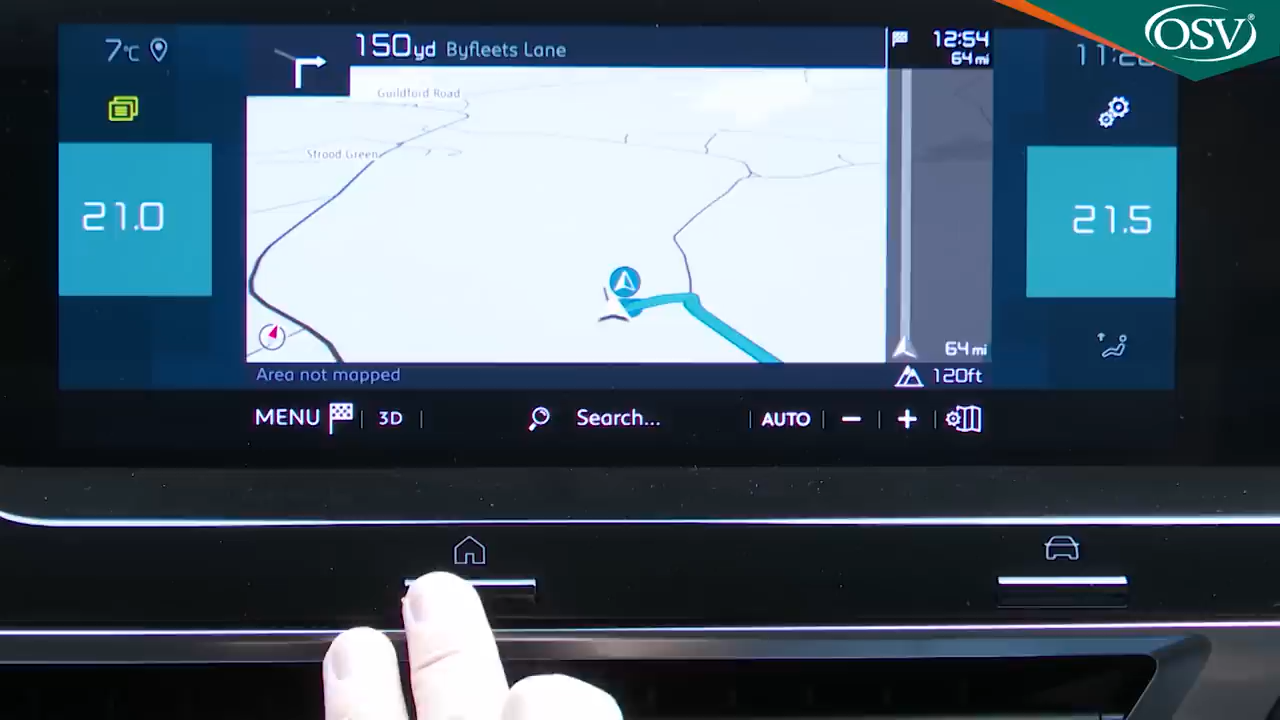 7°C
150yd Byfleets Lane
12:54
64mi
OSV®
Guildford Road
Strood Green
21.0
21.5
64mi
Area not mapped
120ft
MENU 3D Search... AUTO - +